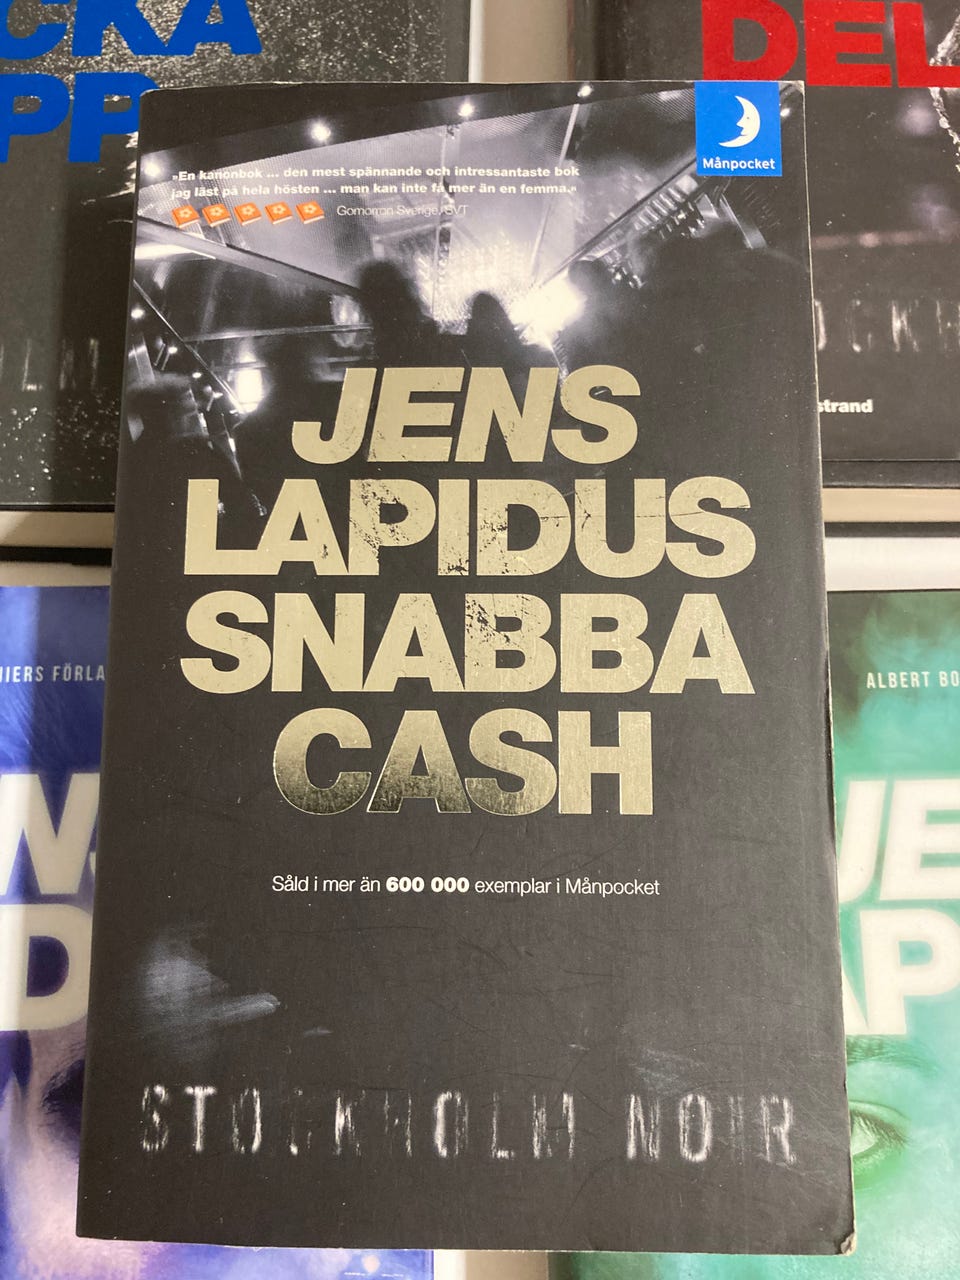 CKA
PP
DEL
Månpocket
»En kanonbok ... den mest spännande och intressantaste bok
jag läst på hela hösten ... man kan inte få mer än en femma.«
Gomorron Sverige, SVT
JENS
LAPIDUS
SNABBA
CASH
strand
IERS FÖRLA
ALBERT BO
Såld i mer än 600 000 exemplar i Månpocket
D
JE
AP
STOCKHOLM NOIR